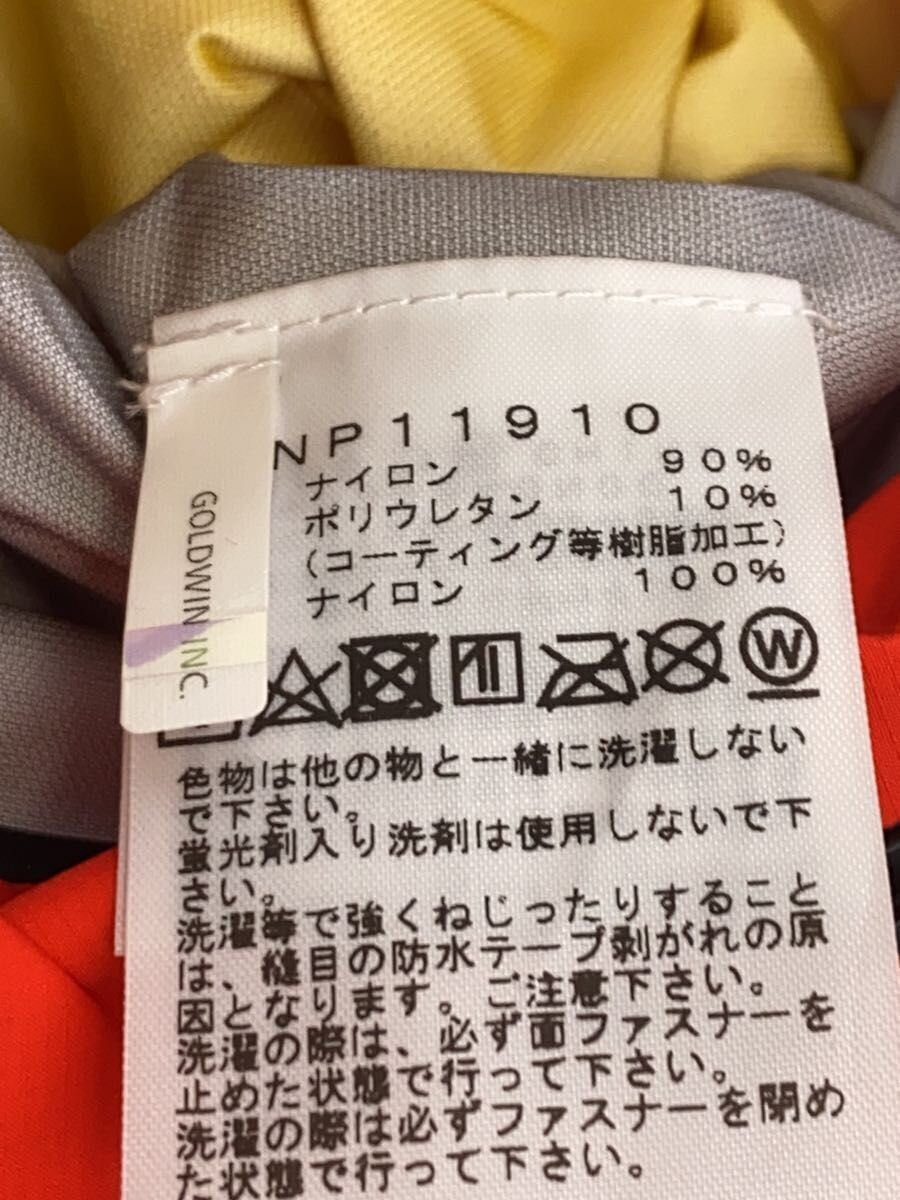 NP11910
ナイロン 90%
ポリウレタン 10%
(コーティング等樹脂加工)
ナイロン 100%
GOLDWIN INC.
W
色物は他の物と一緒に洗濯しない
で下さい。
蛍光剤入り洗剤は使用しないで下
さい。
洗濯等で強くねじったりすること
は、縫目の防水テープ剥がれの原
因となります。ご注意下さい。
洗濯の際は、必ず面ファスナーを
止めた状態で行って下さい。
洗濯の際は必ずファスナーを閉め
た状態で行って下さい。